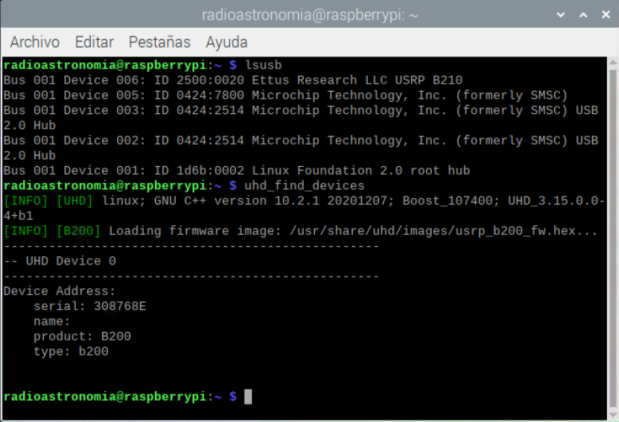 radioastronomia@raspberrypi: ~
Archivo Editar Pestañas Ayuda
radioastronomia@raspberrypi:~ $ lsusb
Bus 001 Device 006: ID 2500:0020 Ettus Research LLC USRP B210
Bus 001 Device 005: ID 0424:7800 Microchip Technology, Inc. (formerly SMSC)
Bus 001 Device 003: ID 0424:2514 Microchip Technology, Inc. (formerly SMSC) USB
2.0 Hub
Bus 001 Device 002: ID 0424:2514 Microchip Technology, Inc. (formerly SMSC) USB
2.0 Hub
Bus 001 Device 001: ID 1d6b:0002 Linux Foundation 2.0 root hub
radioastronomia@raspberrypi:~ $ uhd_find_devices
[INFO] [UHD] linux; GNU C++ version 10.2.1 20201207; Boost_107400; UHD_3.15.0.0-
4+b1
[INFO] [B200] Loading firmware image: /usr/share/uhd/images/usrp_b200_fw.hex...
--------------------------------------------------
-- UHD Device 0
--------------------------------------------------
Device Address:
    serial: 308768E
    name:
    product: B200
    type: b200
radioastronomia@raspberrypi:~ $